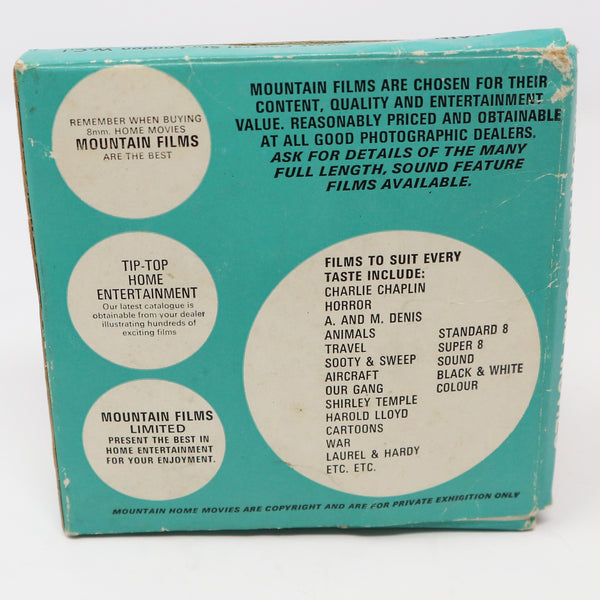 St., London W.C.1
REMEMBER WHEN BUYING
8mm. HOME MOVIES
MOUNTAIN FILMS
ARE THE BEST
MOUNTAIN FILMS ARE CHOSEN FOR THEIR
CONTENT, QUALITY AND ENTERTAINMENT
VALUE. REASONABLY PRICED AND OBTAINABLE
AT ALL GOOD PHOTOGRAPHIC DEALERS.
ASK FOR DETAILS OF THE MANY
FULL LENGTH, SOUND FEATURE
FILMS AVAILABLE.
TIP-TOP
HOME
ENTERTAINMENT
Our latest catalogue is
obtainable from your dealer
illustrating hundreds of
exciting films
MOUNTAIN FILMS
LIMITED
PRESENT THE BEST IN
HOME ENTERTAINMENT
FOR YOUR ENJOYMENT.
FILMS TO SUIT EVERY
TASTE INCLUDE:
CHARLIE CHAPLIN
HORROR
A. AND M. DENIS
ANIMALS
TRAVEL
SOOTY & SWEEP
AIRCRAFT
OUR GANG
SHIRLEY TEMPLE
HAROLD LLOYD
CARTOONS
WAR
LAUREL & HARDY
ETC. ETC.
STANDARD 8
SUPER 8
SOUND
BLACK & WHITE
COLOUR
MOUNTAIN HOME MOVIES ARE COPYRIGHT AND ARE FOR PRIVATE EXHIBITION ONLY